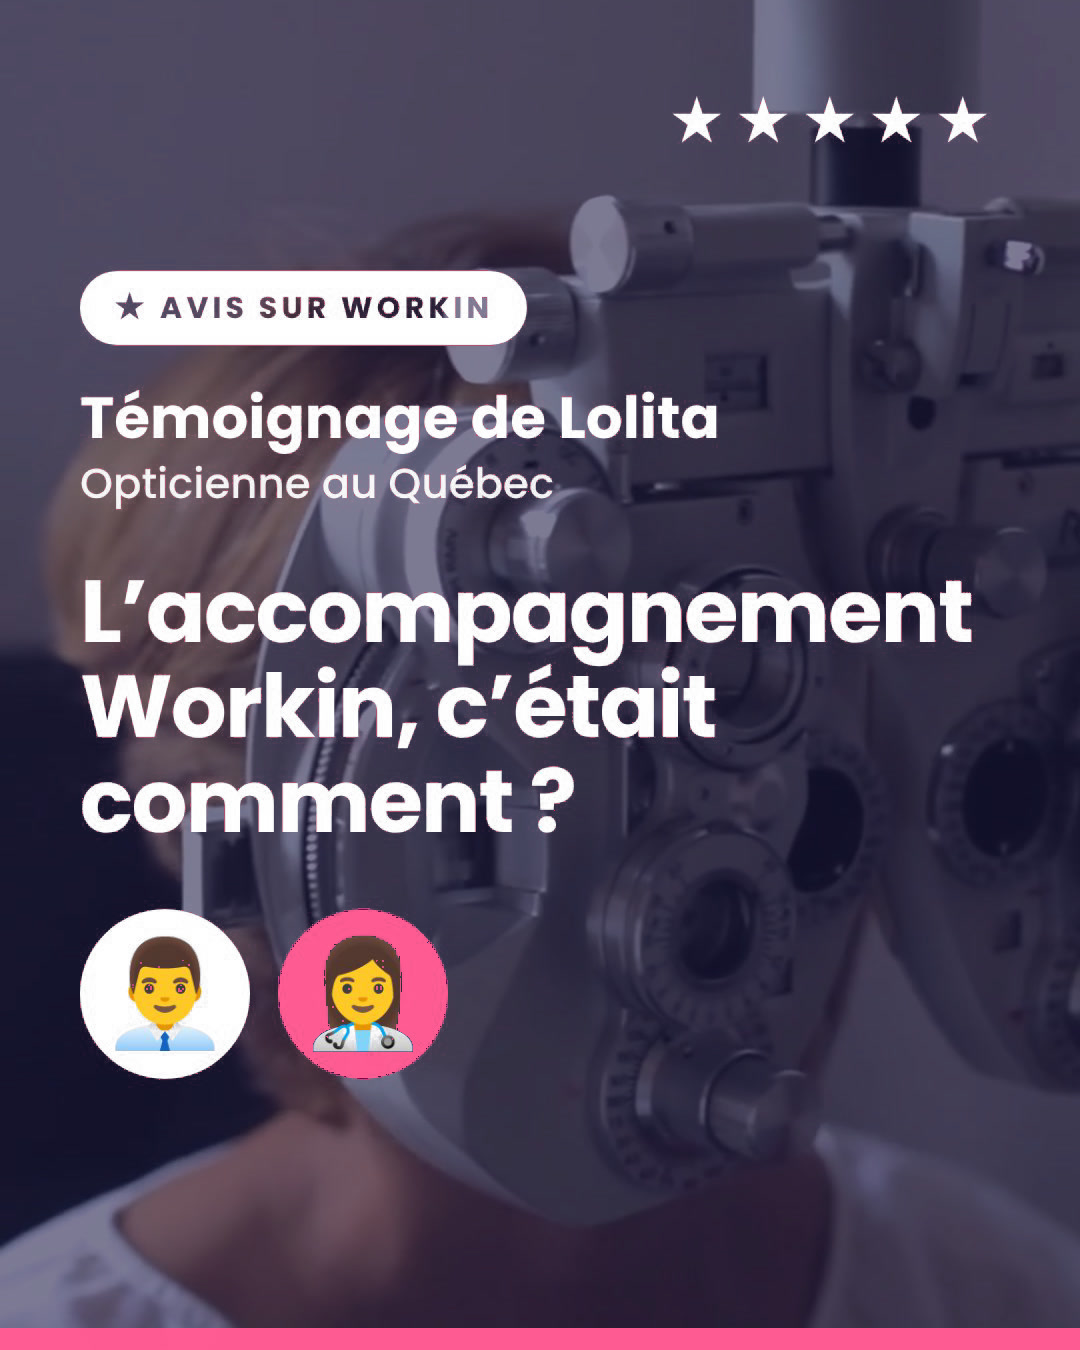 ★ ★ ★ ★ ★
★ AVIS SUR WORKIN
Témoignage de Lolita
Opticienne au Québec
L’accompagnement
Workin, c’était
comment ?